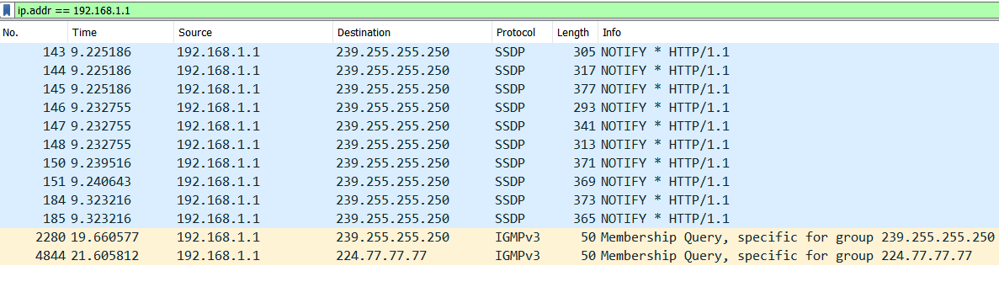 ip.addr == 192.168.1.1
No. Time Source Destination Protocol Length Info
143 9.225186 192.168.1.1 239.255.255.250 SSDP 305 NOTIFY * HTTP/1.1
144 9.225186 192.168.1.1 239.255.255.250 SSDP 317 NOTIFY * HTTP/1.1
145 9.225186 192.168.1.1 239.255.255.250 SSDP 377 NOTIFY * HTTP/1.1
146 9.232755 192.168.1.1 239.255.255.250 SSDP 293 NOTIFY * HTTP/1.1
147 9.232755 192.168.1.1 239.255.255.250 SSDP 341 NOTIFY * HTTP/1.1
148 9.232755 192.168.1.1 239.255.255.250 SSDP 313 NOTIFY * HTTP/1.1
150 9.239516 192.168.1.1 239.255.255.250 SSDP 371 NOTIFY * HTTP/1.1
151 9.240643 192.168.1.1 239.255.255.250 SSDP 369 NOTIFY * HTTP/1.1
184 9.323216 192.168.1.1 239.255.255.250 SSDP 373 NOTIFY * HTTP/1.1
185 9.323216 192.168.1.1 239.255.255.250 SSDP 365 NOTIFY * HTTP/1.1
2280 19.660577 192.168.1.1 239.255.255.250 IGMPv3 50 Membership Query, specific for group 239.255.255.250
4844 21.605812 192.168.1.1 224.77.77.77 IGMPv3 50 Membership Query, specific for group 224.77.77.77